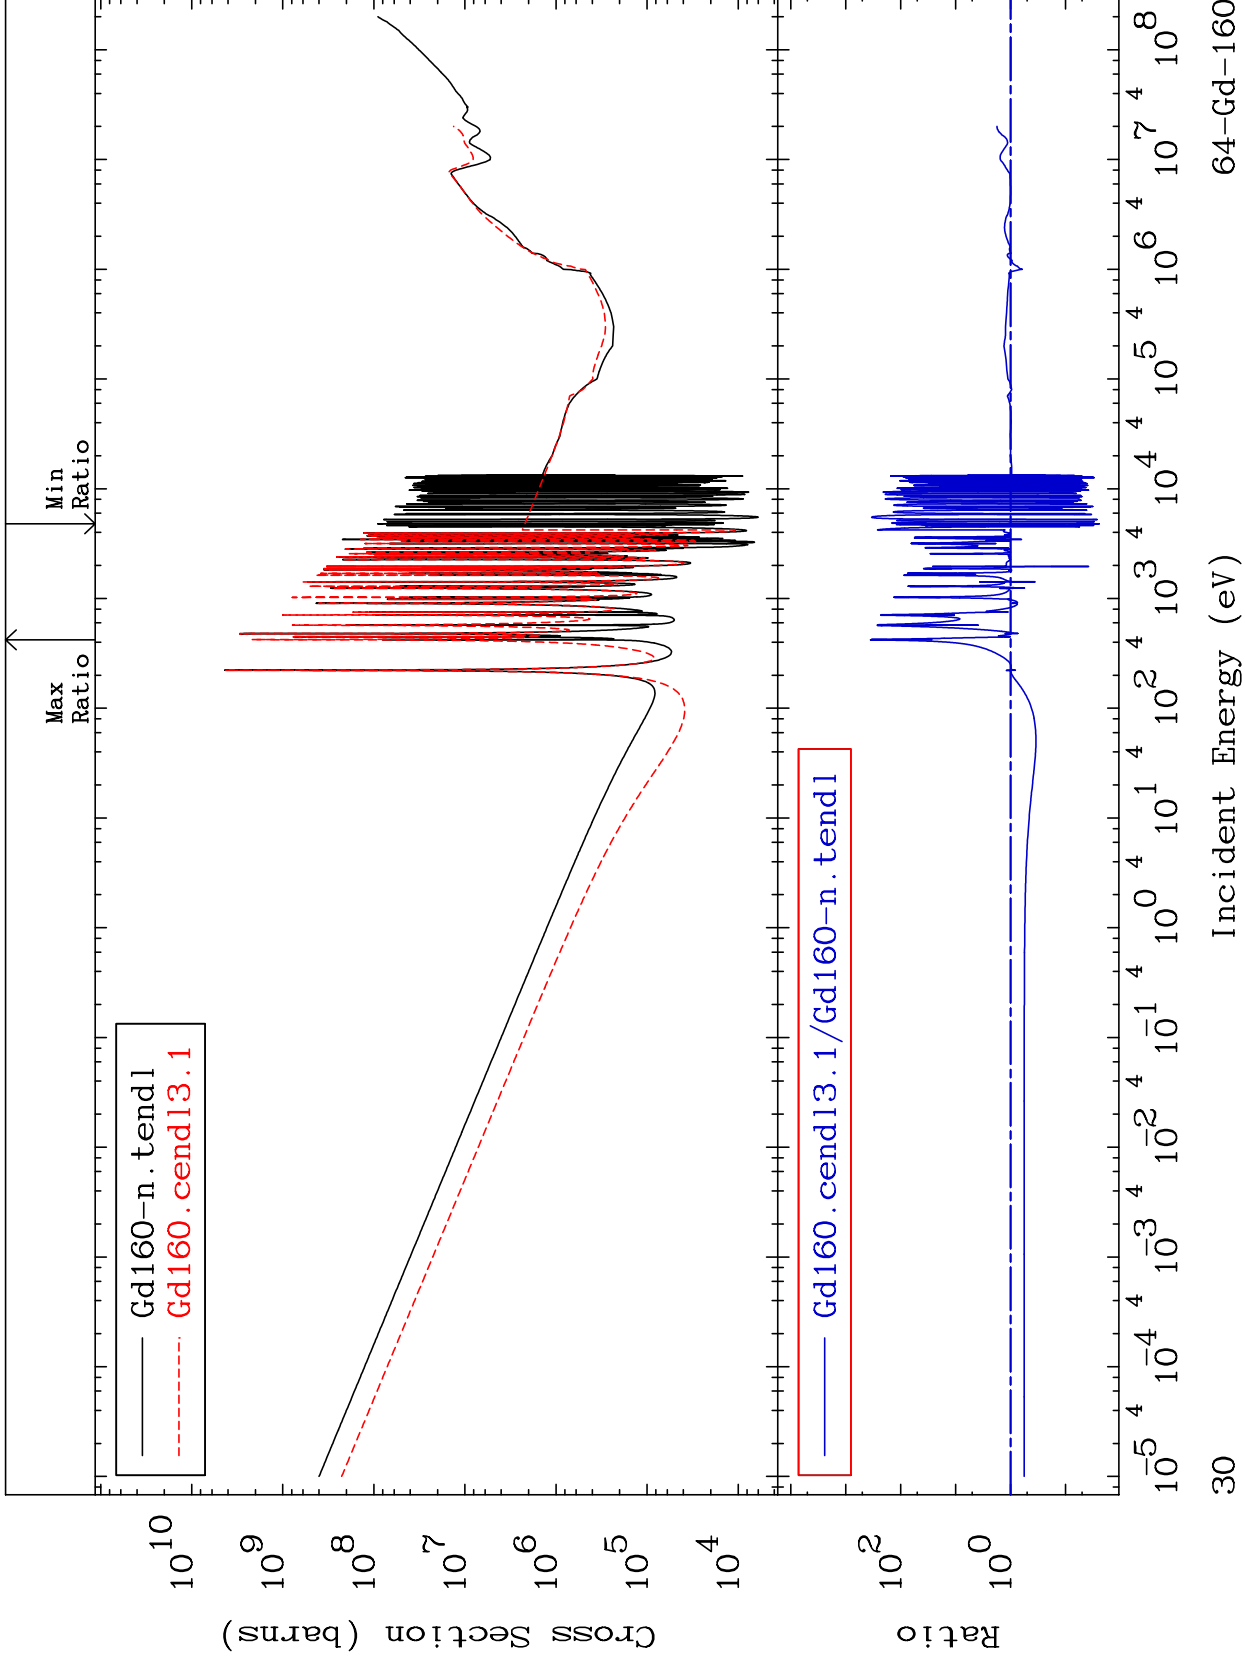 Max
Ratio
Min
Ratio
Gd160-n.tendl
Gd160.cendl3.1
Cross Section (barns)
10^10
10^9
10^8
10^7
10^6
10^5
10^4
Gd160.cendl3.1/Gd160-n.tendl
Ratio
10^2
10^0
10^-5 4 10^-4 4 10^-3 4 10^-2 4 10^-1 4 10^0 4 10^1 4 10^2 4 10^3 4 10^4 4 10^5 4 10^6 4 10^7 4 10^8
30 Incident Energy (eV) 64-Gd-160